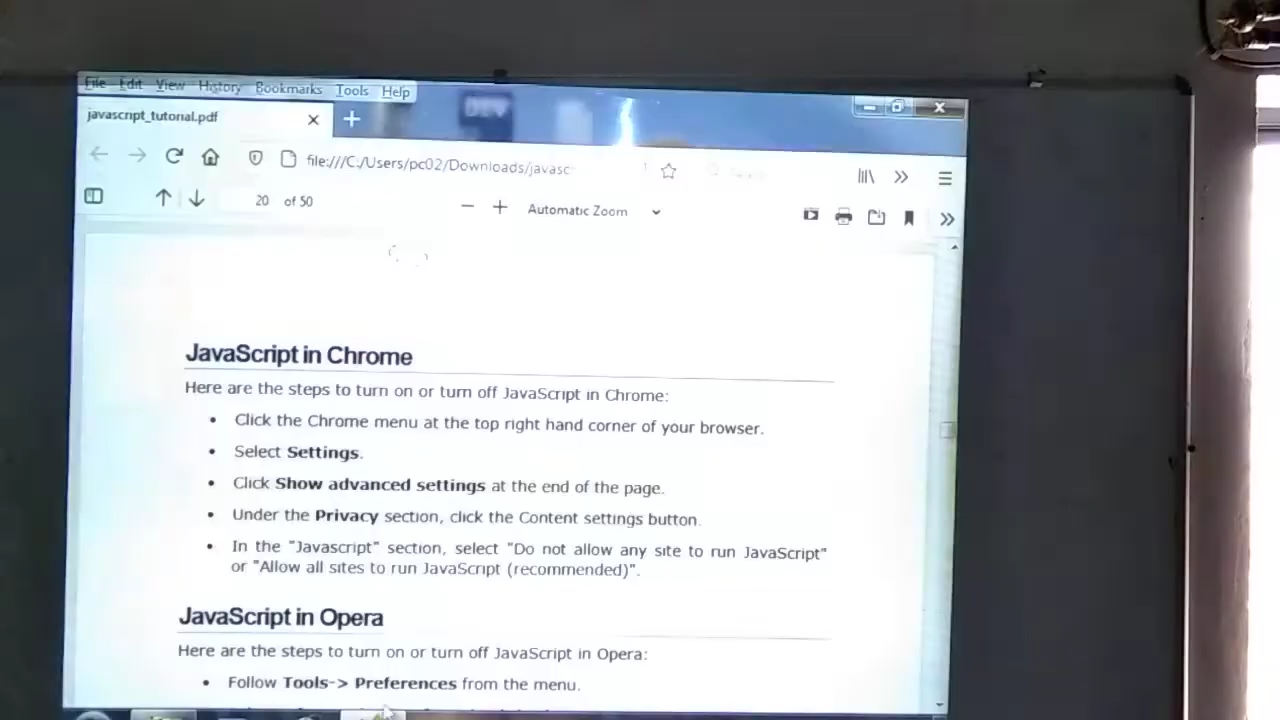 File Edit View History Bookmarks Tools Help
javascript_tutorial.pdf
file:///C:/Users/pc02/Downloads/javasc
20 of 50
Automatic Zoom
JavaScript in Chrome
Here are the steps to turn on or turn off JavaScript in Chrome:
• Click the Chrome menu at the top right hand corner of your browser.
• Select Settings.
• Click Show advanced settings at the end of the page.
• Under the Privacy section, click the Content settings button.
• In the "Javascript" section, select "Do not allow any site to run JavaScript"
or "Allow all sites to run JavaScript (recommended)".
JavaScript in Opera
Here are the steps to turn on or turn off JavaScript in Opera:
• Follow Tools-> Preferences from the menu.